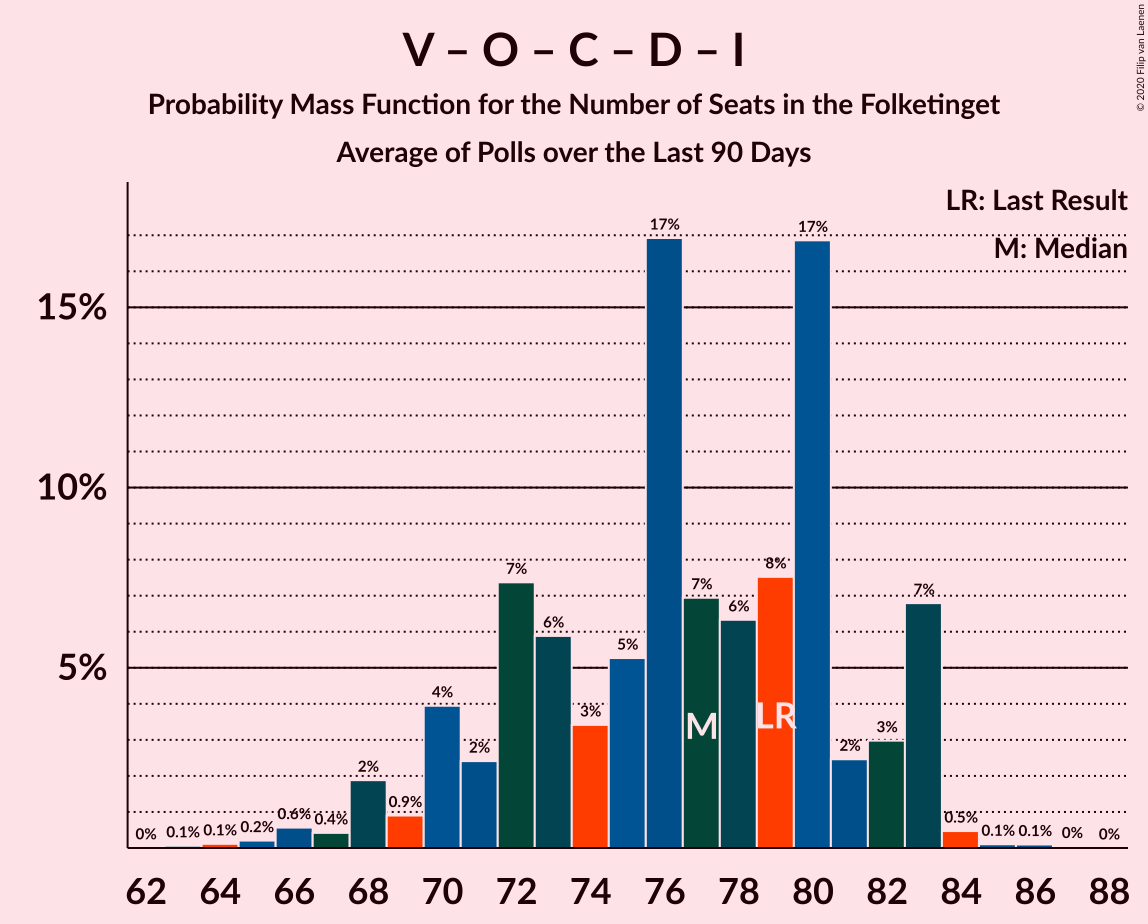 V – O – C – D – I
Probability Mass Function for the Number of Seats in the Folketinget
Average of Polls over the Last 90 Days
© 2020 Filip van Laenen
LR: Last Result
M: Median
15%
10%
5%
0% 0.1% 0.1% 0.2% 0.6% 0.4% 2% 0.9% 4% 2% 7% 6% 3% 5% 17% 7% 6% 8% 17% 2% 3% 7% 0.5% 0.1% 0.1% 0% 0%
M LR
62 64 66 68 70 72 74 76 78 80 82 84 86 88